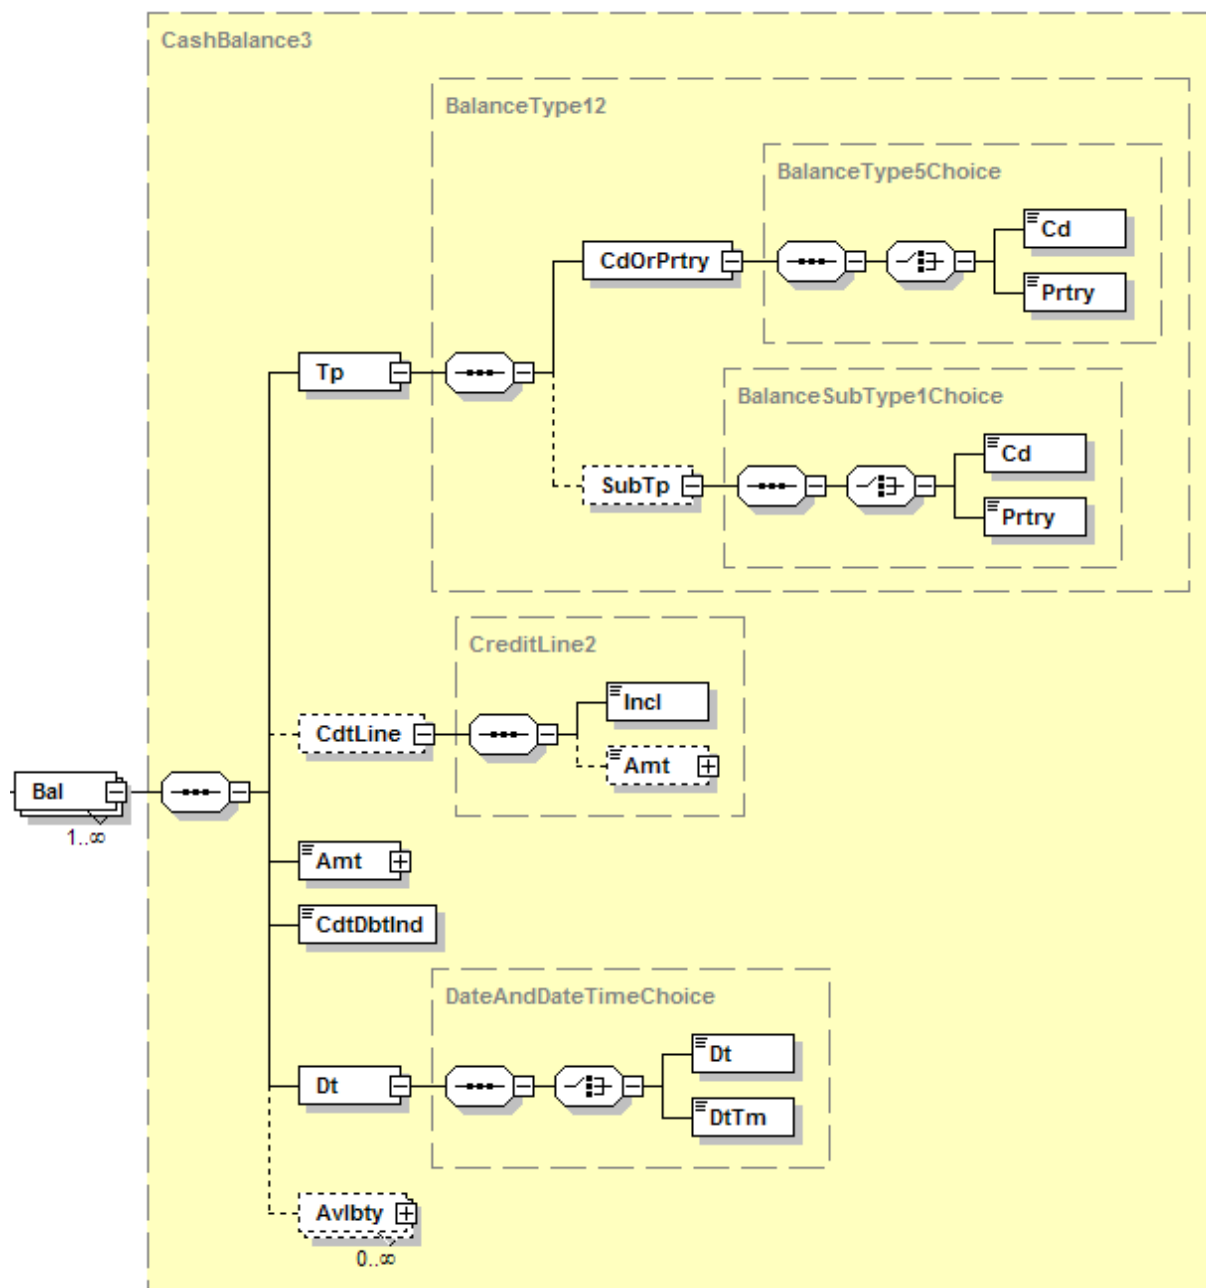 CashBalance3
BalanceType12
BalanceType5Choice
Cd
CdOrPrtry
Prtry
Tp
BalanceSubType1Choice
Cd
SubTp
Prtry
CreditLine2
Incl
CdtLine
Amt
Bal
1..∞
Amt
CdtDbtInd
DateAndDateTimeChoice
Dt
Dt
DtTm
Avlbty
0..∞